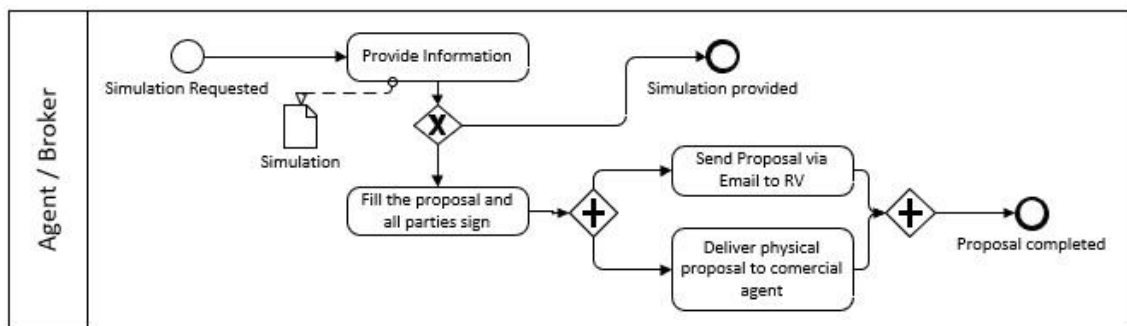 Agent / Broker
Simulation Requested
Provide Information
Simulation provided
Simulation
X
Fill the proposal and
all parties sign
Send Proposal via
Email to RV
Deliver physical
proposal to comercial
agent
Proposal completed